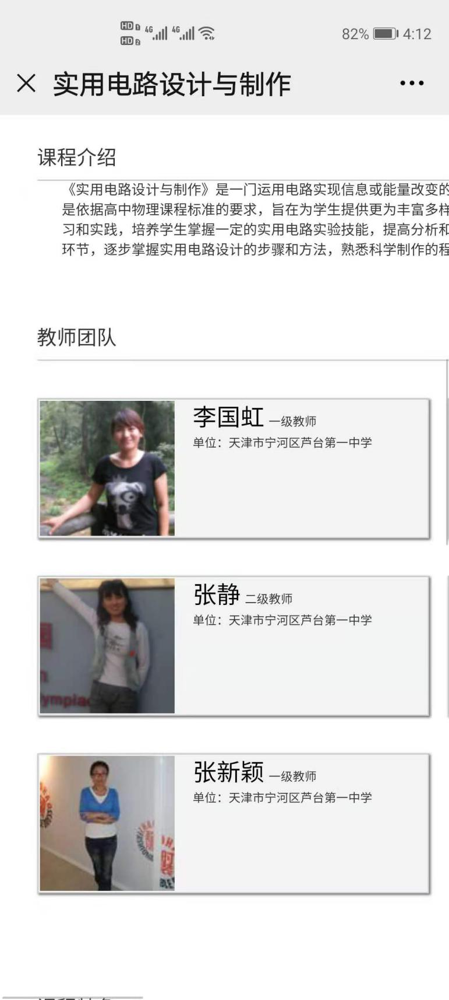 HD 1 4G 4G 82% 4:12
HD 2
实用电路设计与制作
课程介绍
《实用电路设计与制作》是一门运用电路实现信息或能量改变的
是依据高中物理课程标准的要求，旨在为学生提供更为丰富多样
习和实践，培养学生掌握一定的实用电路实验技能，提高分析和
环节，逐步掌握实用电路设计的步骤和方法，熟悉科学制作的程
教师团队
李国虹 一级教师
单位：天津市宁河区芦台第一中学
张静 二级教师
单位：天津市宁河区芦台第一中学
张新颖 一级教师
单位：天津市宁河区芦台第一中学